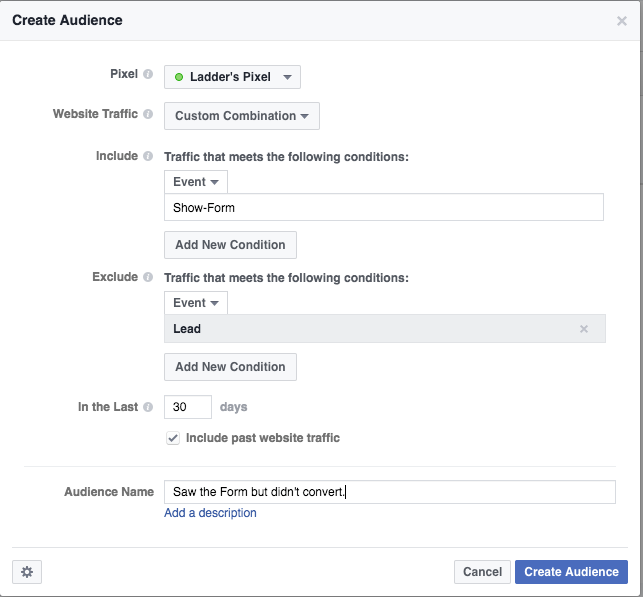 Create Audience
Pixel Ladder's Pixel
Website Traffic Custom Combination
Include Traffic that meets the following conditions:
Event
Show-Form
Add New Condition
Exclude Traffic that meets the following conditions:
Event
Lead
Add New Condition
In the Last 30 days
Include past website traffic
Audience Name Saw the Form but didn't convert.
Add a description
Cancel Create Audience